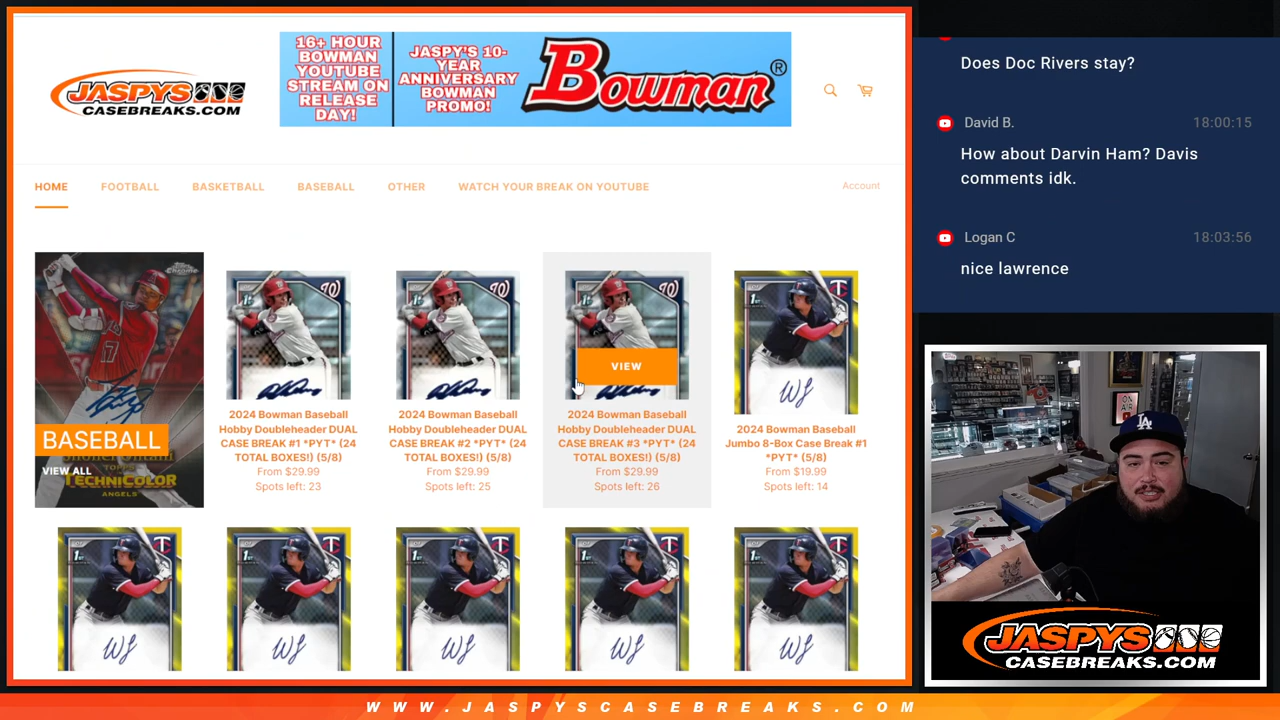 JASPYS
CASEBREAKS.COM
16+ HOUR
BOWMAN
YOUTUBE
STREAM ON
RELEASE
DAY!
JASPY'S 10-
YEAR
ANNIVERSARY
BOWMAN
PROMO!
Bowman®
HOME
FOOTBALL
BASKETBALL
BASEBALL
OTHER
WATCH YOUR BREAK ON YOUTUBE
Account
BASEBALL
VIEW ALL
TECHNICOLOR
ANGELS
2024 Bowman Baseball
Hobby Doubleheader DUAL
CASE BREAK #1 *PYT* (24
TOTAL BOXES!) (5/8)
From $29.99
Spots left: 23
2024 Bowman Baseball
Hobby Doubleheader DUAL
CASE BREAK #2 *PYT* (24
TOTAL BOXES!) (5/8)
From $29.99
Spots left: 25
VIEW
2024 Bowman Baseball
Hobby Doubleheader DUAL
CASE BREAK #3 *PYT* (24
TOTAL BOXES!) (5/8)
From $29.99
Spots left: 26
2024 Bowman Baseball
Jumbo 8-Box Case Break #1
*PYT* (5/8)
From $19.99
Spots left: 14
Does Doc Rivers stay?
David B.
18:00:15
How about Darvin Ham? Davis
comments idk.
Logan C
18:03:56
nice lawrence
ON
AIR
LA
JASPYS
CASEBREAKS.COM
WWW.JASPYSCASEBREAKS.COM